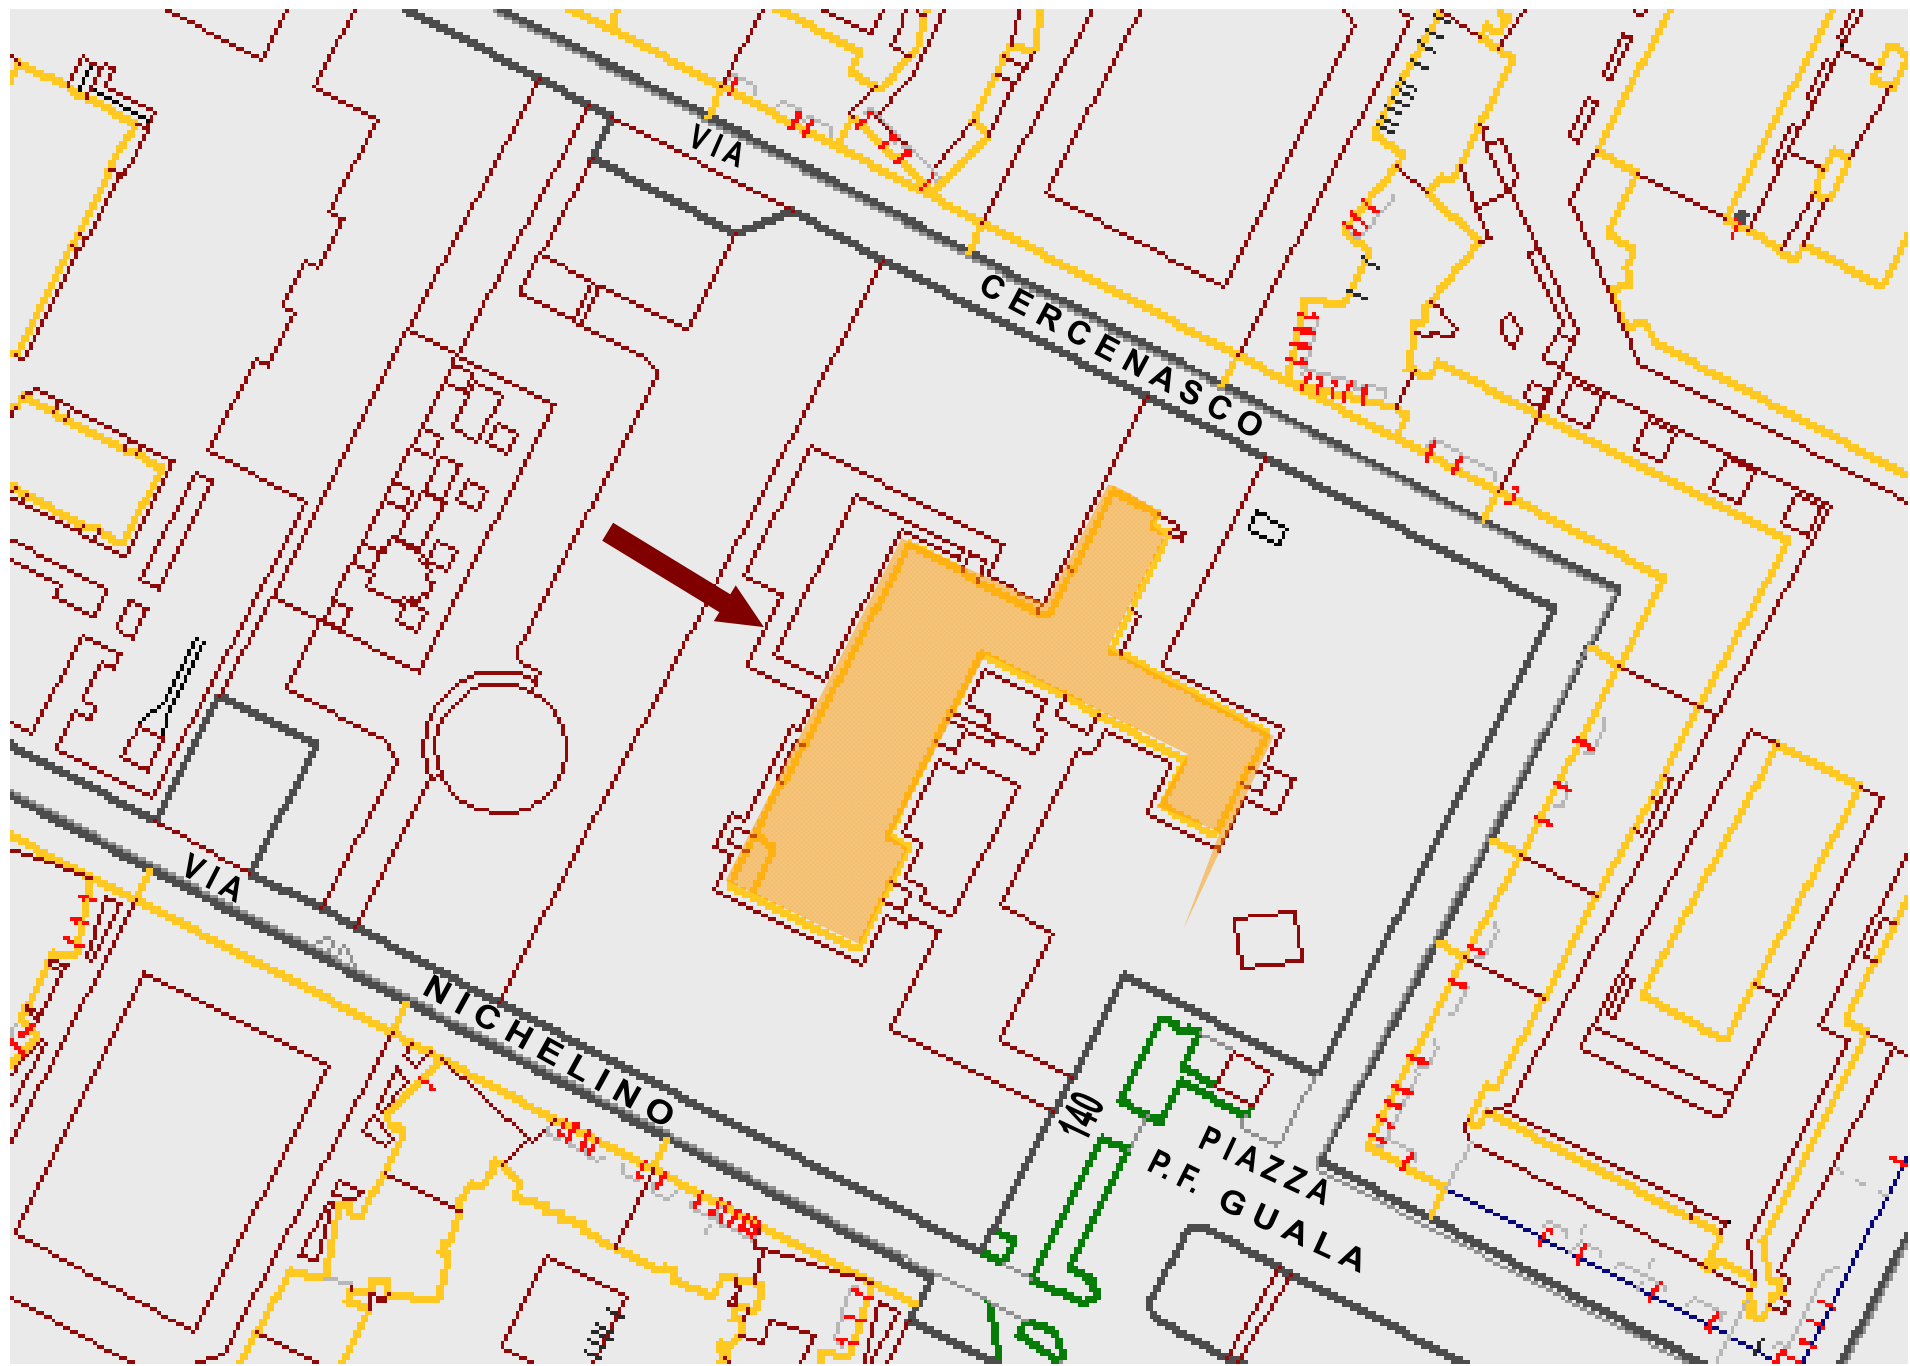 VIA CERCENASCO
VIA NICHELINO
140
PIAZZA
P.F. GUALA